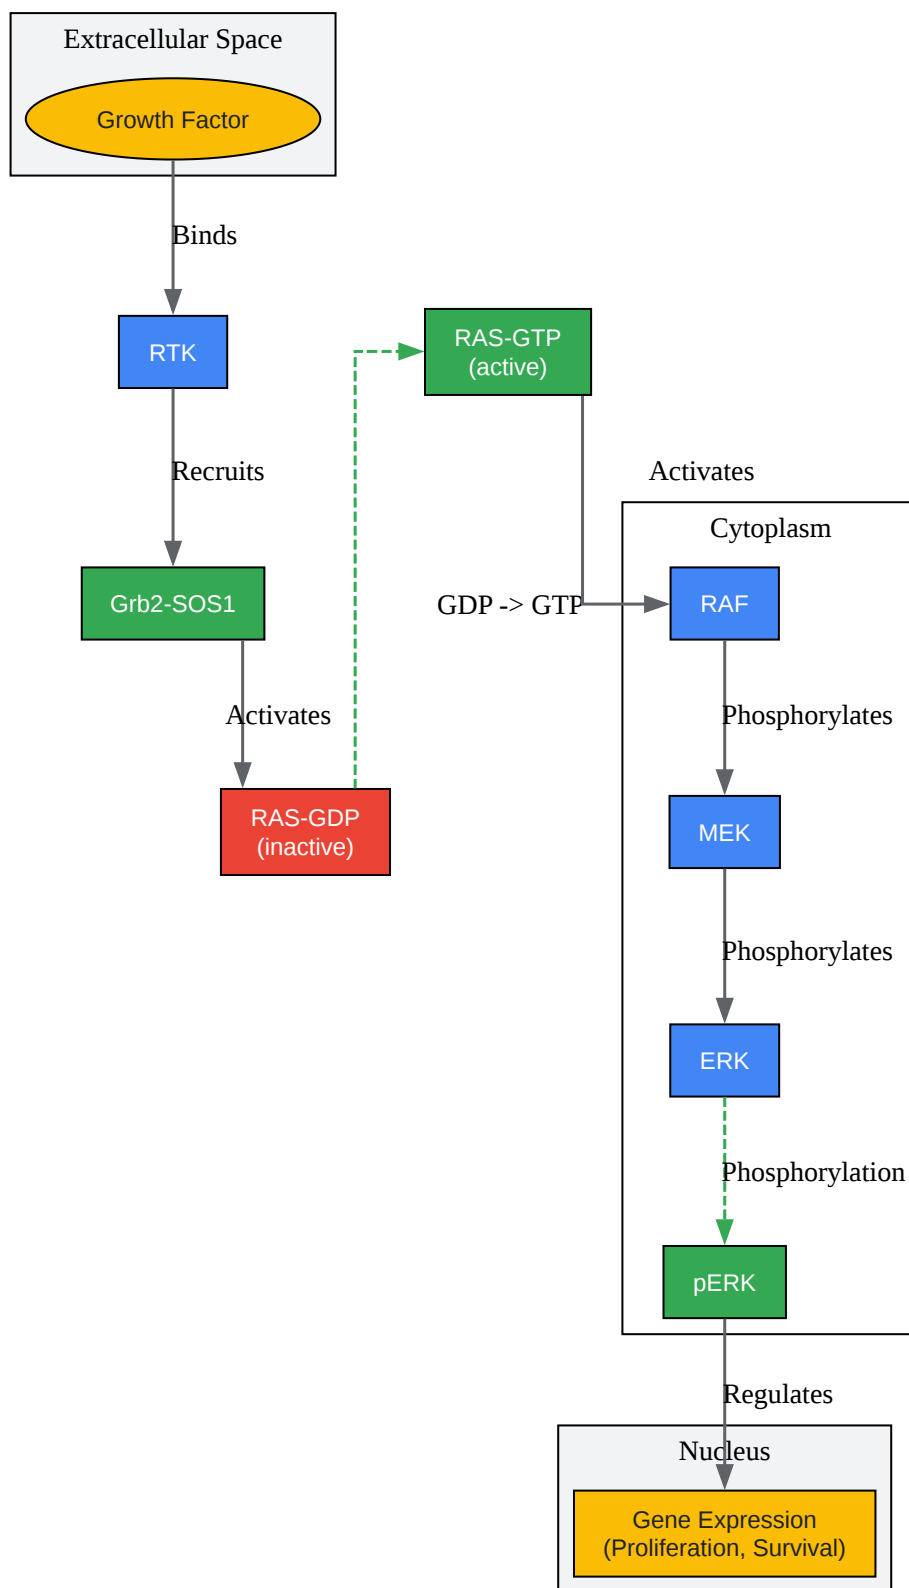 Extracellular Space
Growth Factor
Binds
RTK
RAS-GTP
(active)
Recruits
Activates
Cytoplasm
Grb2-SOS1
GDP -> GTP
RAF
Activates
Phosphorylates
RAS-GDP
(inactive)
MEK
Phosphorylates
ERK
Phosphorylation
pERK
Regulates
Nucleus
Gene Expression
(Proliferation, Survival)